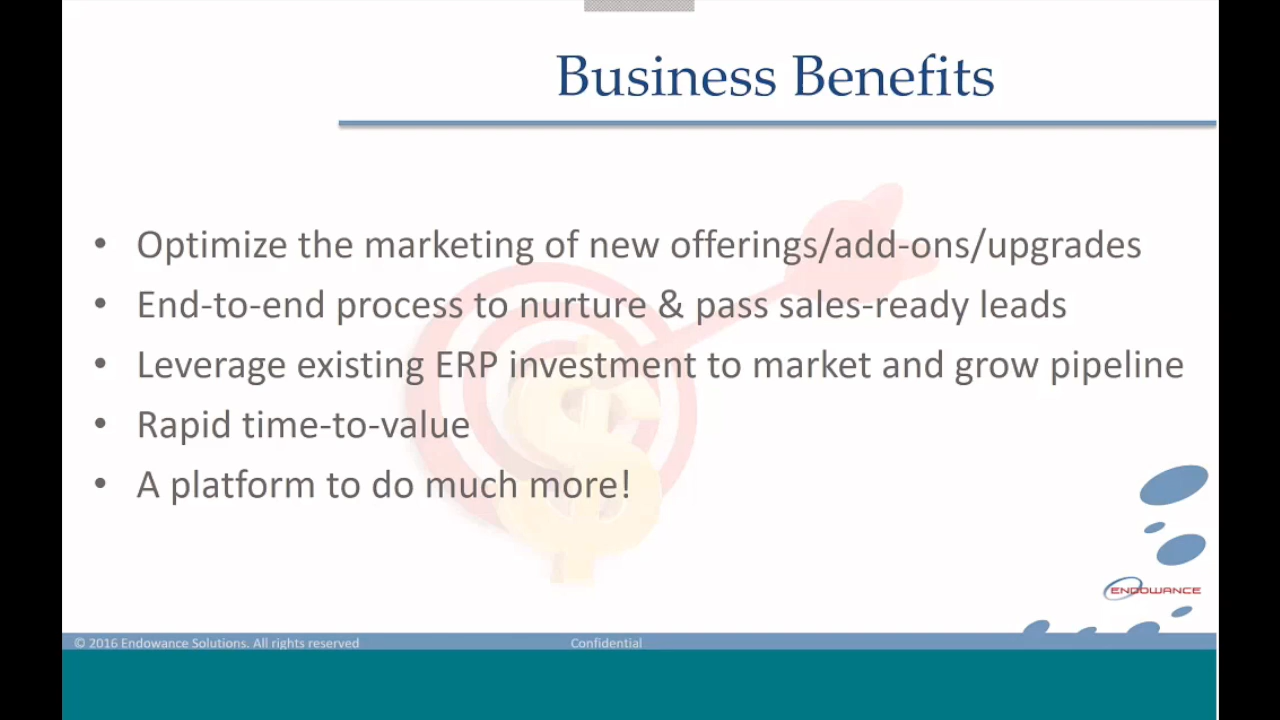 Business Benefits
• Optimize the marketing of new offerings/add-ons/upgrades
• End-to-end process to nurture & pass sales-ready leads
• Leverage existing ERP investment to market and grow pipeline
• Rapid time-to-value
• A platform to do much more!
ENDOWANCE
© 2016 Endowance Solutions. All rights reserved
Confidential